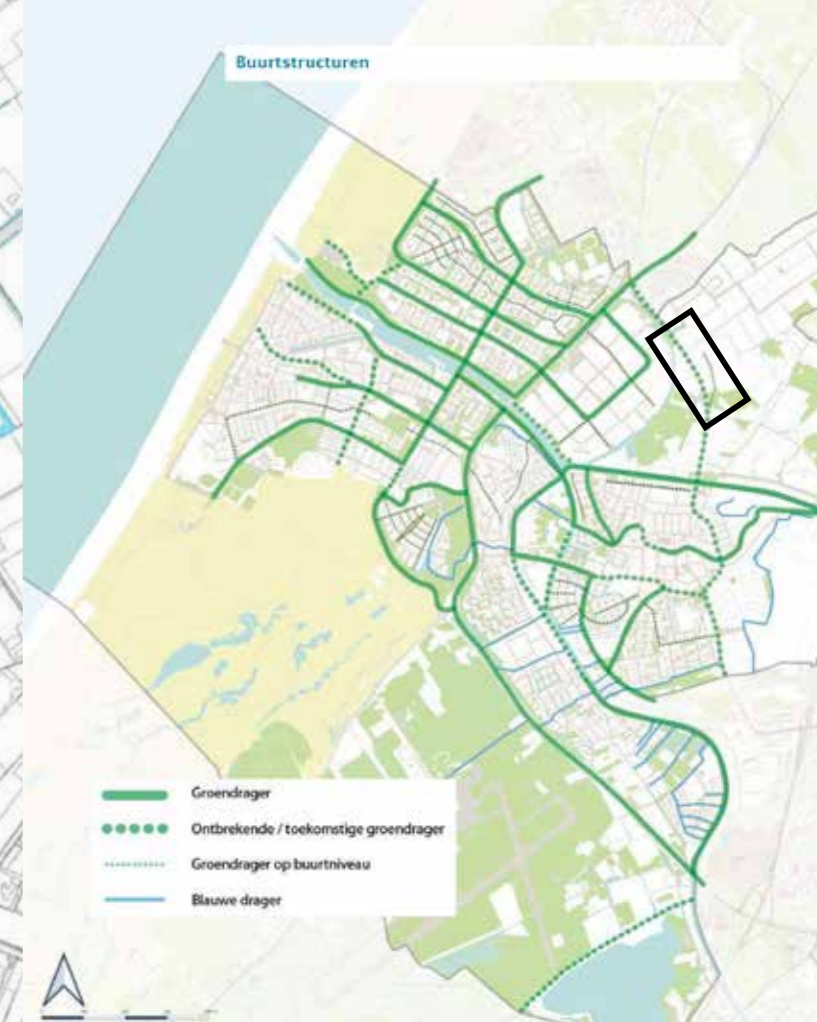 Buurtstructuren
Groendrager
Ontbrekende / toekomstige groendrager
Groendrager op buurtniveau
Blauwe drager